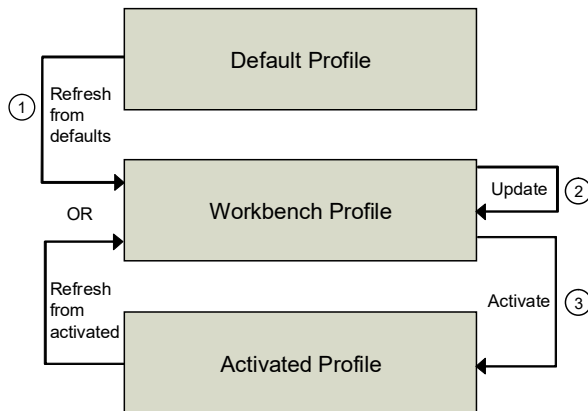 Default Profile
1
Refresh
from
defaults
Workbench Profile
Update
2
OR
Refresh
from
activated
Activate
3
Activated Profile